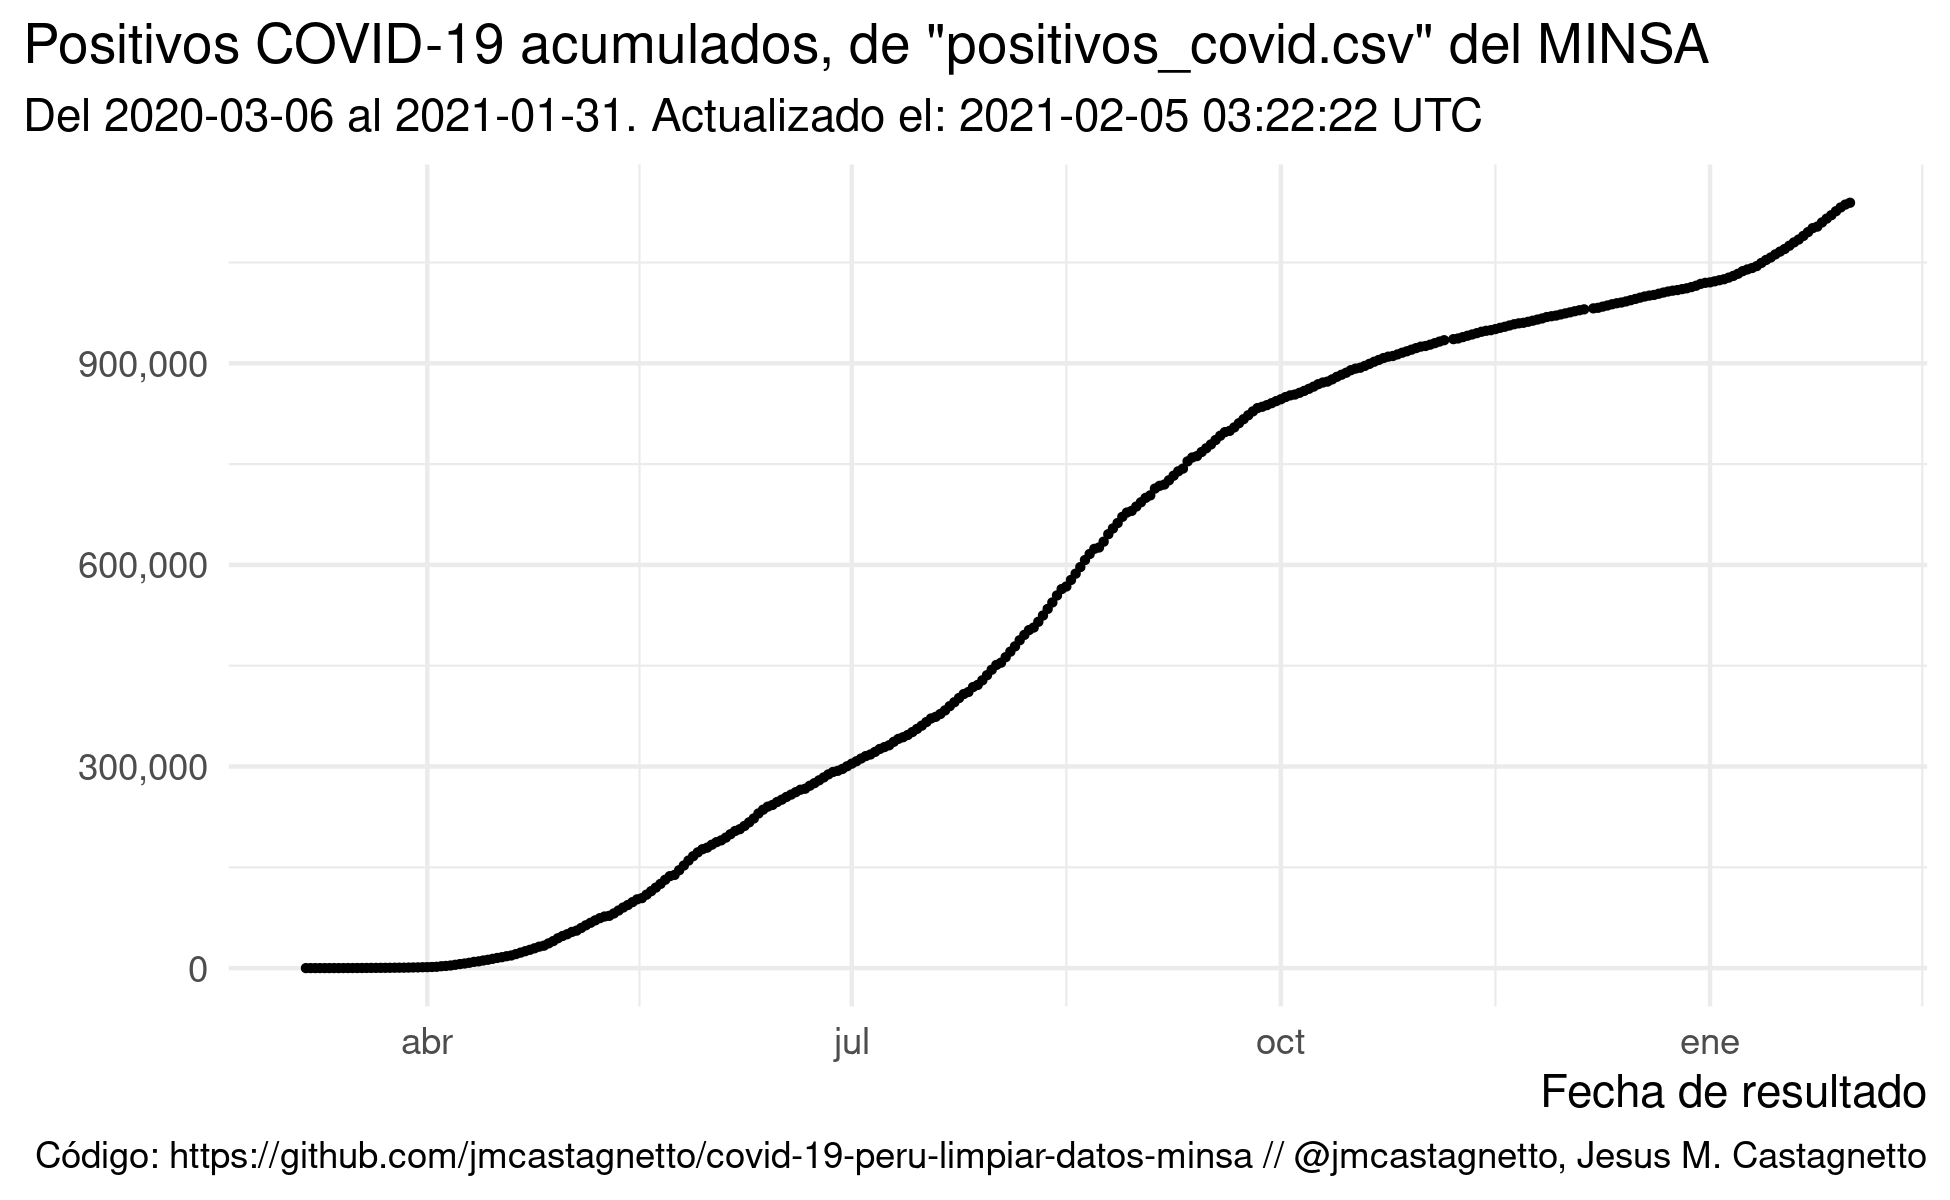 Positivos COVID-19 acumulados, de "positivos_covid.csv" del MINSA
Del 2020-03-06 al 2021-01-31. Actualizado el: 2021-02-05 03:22:22 UTC
900,000
600,000
300,000
0
abr jul oct ene
Fecha de resultado
Código: https://github.com/jmcastagnetto/covid-19-peru-limpiar-datos-minsa // @jmcastagnetto, Jesus M. Castagnetto